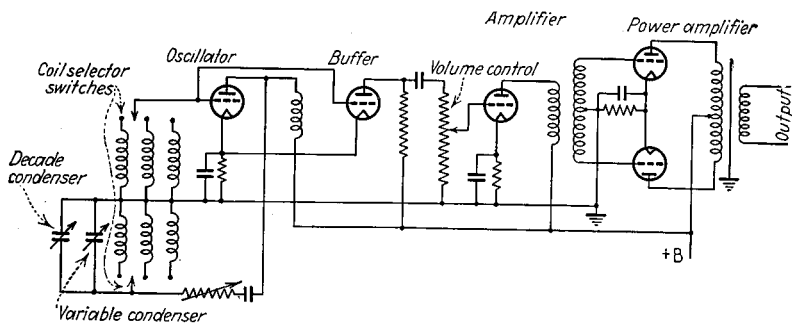 Amplifier
Power amplifier
Oscillator
Buffer
Coil selector
switches
Volume control
Output
Decade
condenser
+B
Variable condenser